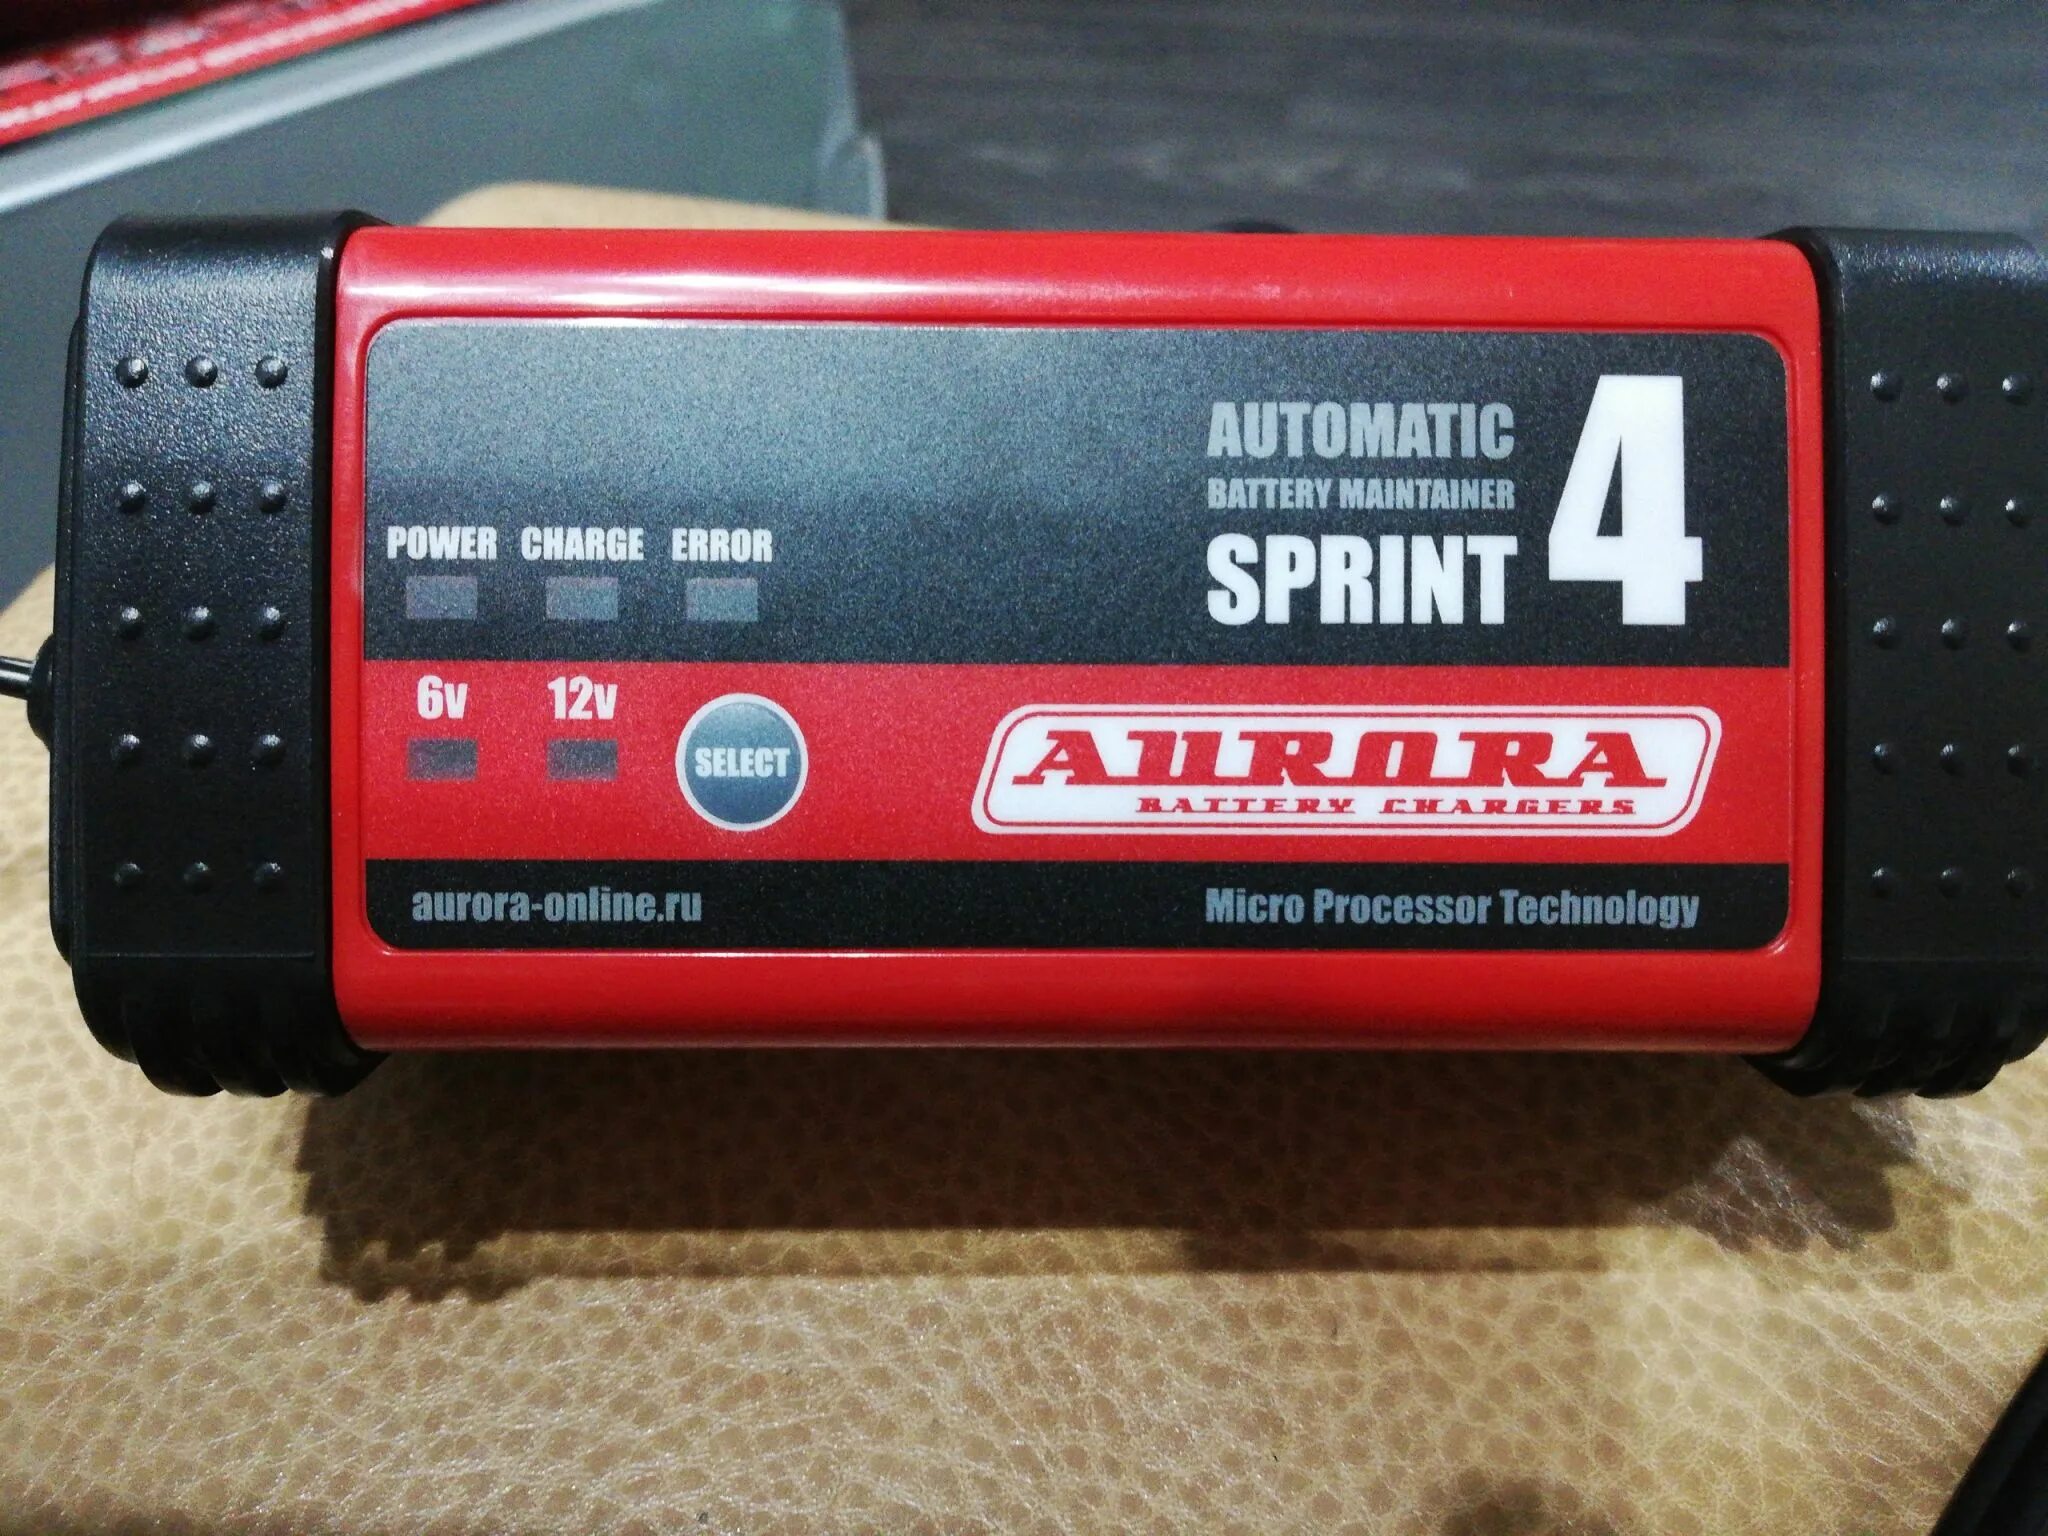 AUTOMATIC
BATTERY MAINTAINER
SPRINT 4
POWER CHARGE ERROR
6v 12v
SELECT
AURORA
BATTERY CHARGERS
aurora-online.ru
Micro Processor Technology